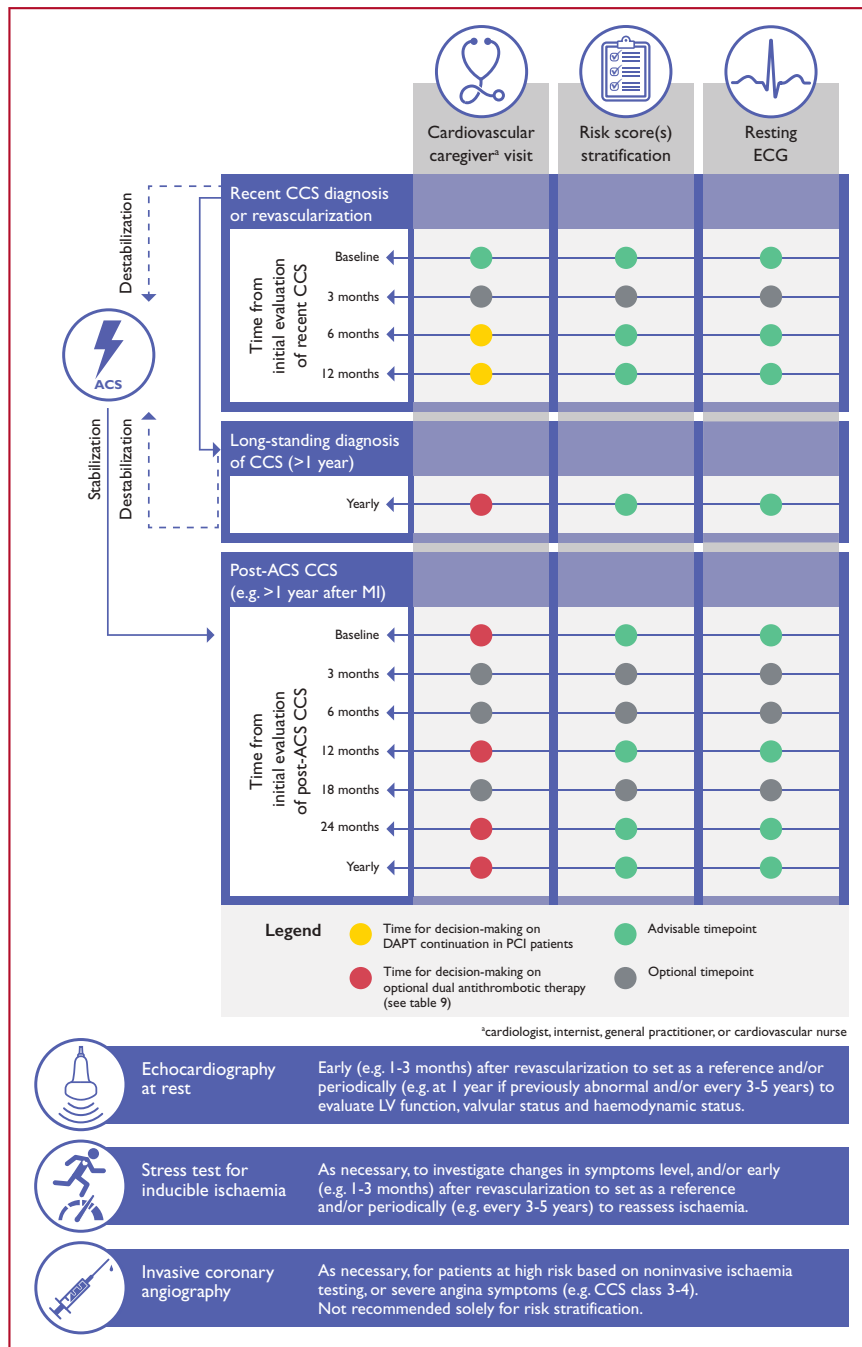 Cardiovascular
caregiverᵃ visit
Risk score(s)
stratification
Resting
ECG
Recent CCS diagnosis
or revascularization
Destabilization
Time from
initial evaluation
of recent CCS
Baseline
3 months
6 months
12 months
ACS
Long-standing diagnosis
of CCS (>1 year)
Stabilization
Destabilization
Yearly
Post-ACS CCS
(e.g. >1 year after MI)
Time from
initial evaluation
of post-ACS CCS
Baseline
3 months
6 months
12 months
18 months
24 months
Yearly
Legend
Time for decision-making on
DAPT continuation in PCI patients
Advisable timepoint
Time for decision-making on
optional dual antithrombotic therapy
(see table 9)
Optional timepoint
ᵃcardiologist, internist, general practitioner, or cardiovascular nurse
Echocardiography
at rest
Early (e.g. 1-3 months) after revascularization to set as a reference and/or
periodically (e.g. at 1 year if previously abnormal and/or every 3-5 years) to
evaluate LV function, valvular status and haemodynamic status.
Stress test for
inducible ischaemia
As necessary, to investigate changes in symptoms level, and/or early
(e.g. 1-3 months) after revascularization to set as a reference
and/or periodically (e.g. every 3-5 years) to reassess ischaemia.
Invasive coronary
angiography
As necessary, for patients at high risk based on noninvasive ischaemia
testing, or severe angina symptoms (e.g. CCS class 3-4).
Not recommended solely for risk stratification.